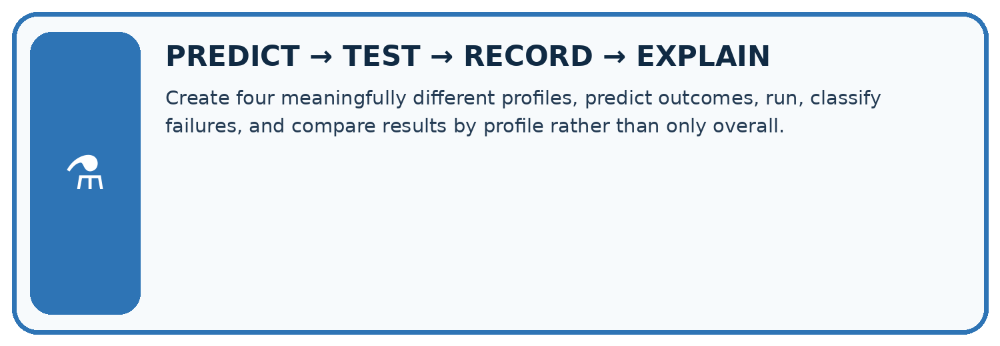 PREDICT → TEST → RECORD → EXPLAIN
Create four meaningfully different profiles, predict outcomes, run, classify
failures, and compare results by profile rather than only overall.